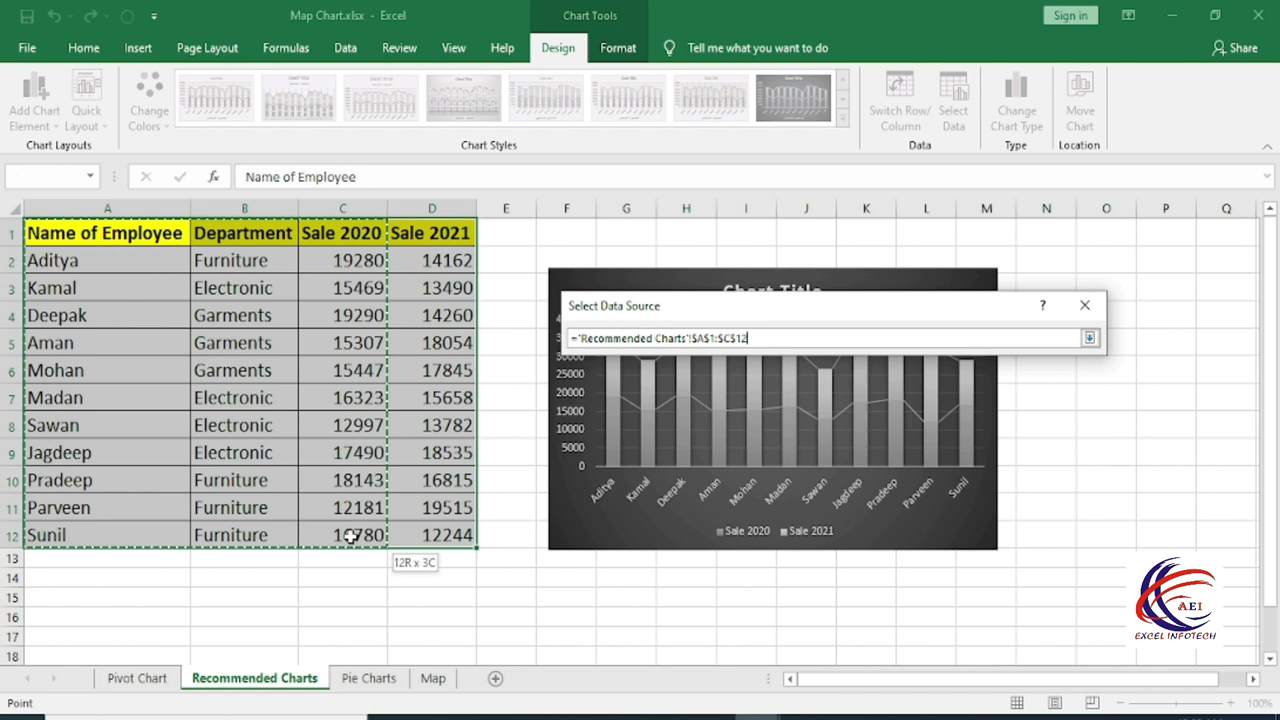 Map Chart.xlsx - Excel
Chart Tools
Sign in
File Home Insert Page Layout Formulas Data Review View Help Design Format Tell me what you want to do Share
Add Chart Element
Quick Layout
Change Colors
Switch Row/ Column
Select Data
Change Chart Type
Move Chart
Chart Layouts
Chart Styles
Data
Type
Location
fx
Name of Employee
A B C D E F G H I J K L M N O P Q
1 Name of Employee Department Sale 2020 Sale 2021
2 Aditya Furniture 19280 14162
3 Kamal Electronic 15469 13490
4 Deepak Garments 19290 14260
5 Aman Garments 15307 18054
6 Mohan Garments 15447 17845
7 Madan Electronic 16323 15658
8 Sawan Electronic 12997 13782
9 Jagdeep Electronic 17490 18535
10 Pradeep Furniture 18143 16815
11 Parveen Furniture 12181 19515
12 Sunil Furniture 780 12244
13
14
15
16
17
18
12R x 3C
Chart Title
Select Data Source
?
='Recommended Charts'!$A$1:$C$12
25000
20000
15000
10000
5000
0
Aditya Kamal Deepak Aman Mohan Madan Sawan Jagdeep Pradeep Parveen Sunil
Sale 2020 Sale 2021
AEI
EXCEL INFOTECH
Pivot Chart Recommended Charts Pie Charts Map
Point
100%